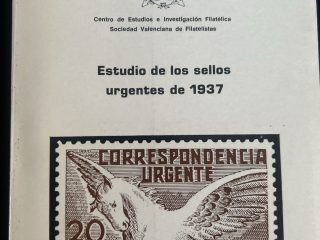 Centro de Estudios e Investigación Filatélica
Sociedad Valenciana de Filatelistas
Estudio de los sellos
urgentes de 1937
CORRESPONDENCIA
URGENTE
20